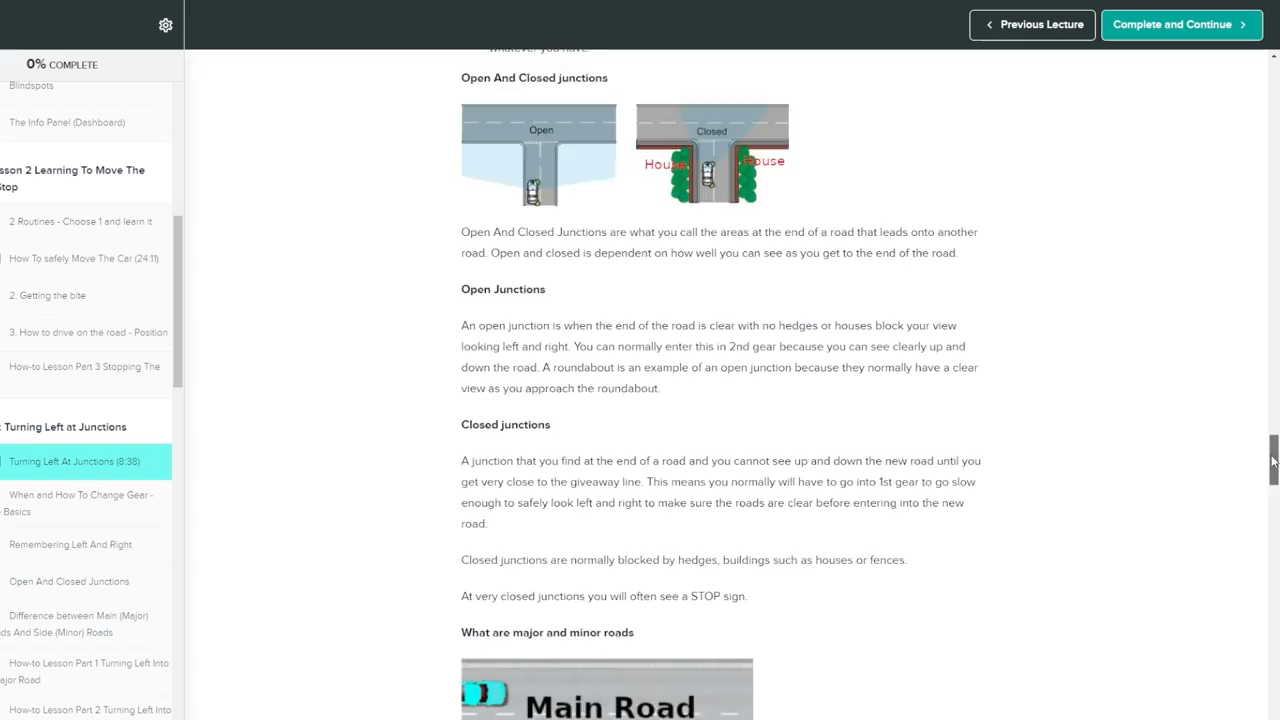 Previous Lecture
Complete and Continue
0% COMPLETE
Blindspots
The Info Panel (Dashboard)
sson 2 Learning To Move The
Stop
2 Routines - Choose 1 and learn it
How To safely Move The Car (24:11)
2. Getting the bite
3. How to drive on the road - Position
How-to Lesson Part 3 Stopping The
: Turning Left at Junctions
Turning Left At Junctions (8:38)
When and How To Change Gear -
Basics
Remembering Left And Right
Open And Closed Junctions
Difference between Main (Major)
ds And Side (Minor) Roads
How-to Lesson Part 1 Turning Left Into
ajor Road
How-to Lesson Part 2 Turning Left Into
whatever you have.
Open And Closed junctions
Open
Closed
House
House
Open And Closed Junctions are what you call the areas at the end of a road that leads onto another
road. Open and closed is dependent on how well you can see as you get to the end of the road.
Open Junctions
An open junction is when the end of the road is clear with no hedges or houses block your view
looking left and right. You can normally enter this in 2nd gear because you can see clearly up and
down the road. A roundabout is an example of an open junction because they normally have a clear
view as you approach the roundabout.
Closed junctions
A junction that you find at the end of a road and you cannot see up and down the new road until you
get very close to the giveaway line. This means you normally will have to go into 1st gear to go slow
enough to safely look left and right to make sure the roads are clear before entering into the new
road.
Closed junctions are normally blocked by hedges, buildings such as houses or fences.
At very closed junctions you will often see a STOP sign.
What are major and minor roads
Main Road